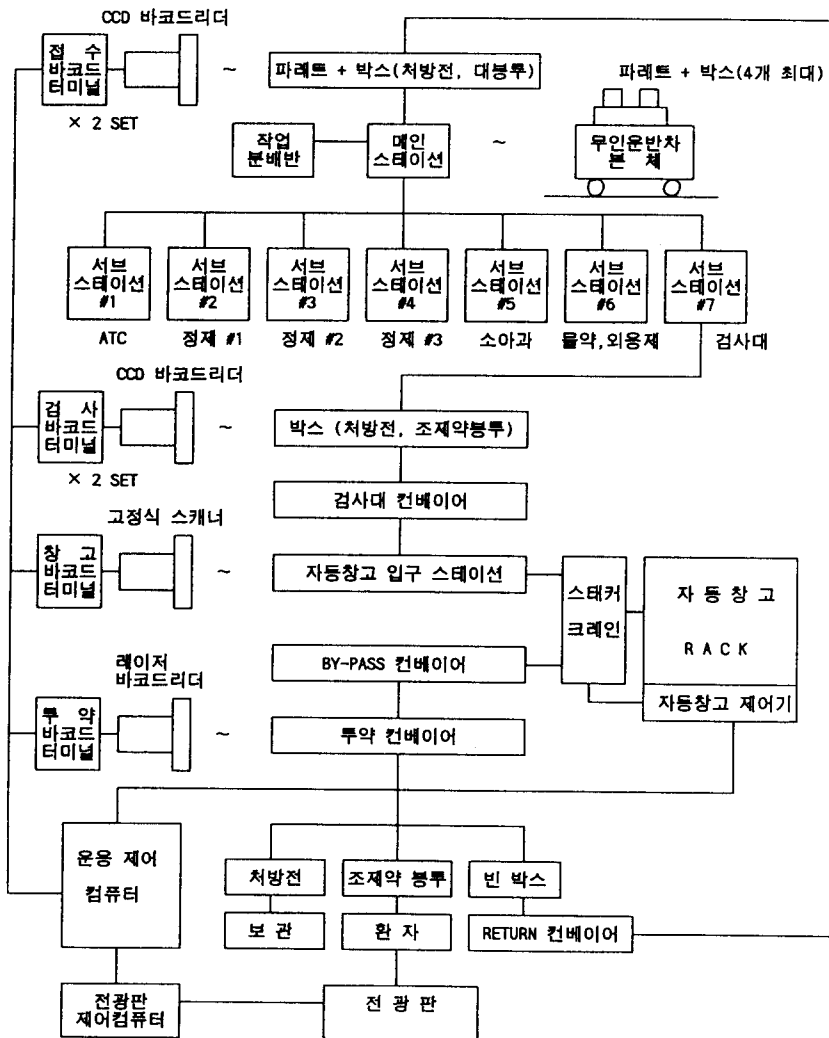 CCD 바코드리더
접 수
바코드
터미널
× 2 SET
~
파레트 + 박스(처방전, 대봉투)
파레트 + 박스(4개 최대)
작업
분배반
메인
스테이션
~
무인운반차
본 체
서브
스테이션
#1
서브
스테이션
#2
서브
스테이션
#3
서브
스테이션
#4
서브
스테이션
#5
서브
스테이션
#6
서브
스테이션
#7
ATC
정제 #1
정제 #2
정제 #3
소아과
물약,외용제
검사대
CCD 바코드리더
검 사
바코드
터미널
× 2 SET
~
박스 (처방전, 조제약봉투)
검사대 컨베이어
고정식 스캐너
창 고
바코드
터미널
~
자동창고 입구 스테이션
스태커
크레인
자 동 창 고
R A C K
자동창고 제어기
BY-PASS 컨베이어
레이저
바코드리더
투 약
바코드
터미널
~
투약 컨베이어
운용 제어
컴퓨터
처방전
조제약 봉투
빈 박스
보 관
환 자
RETURN 컨베이어
전광판
제어컴퓨터
전 광 판